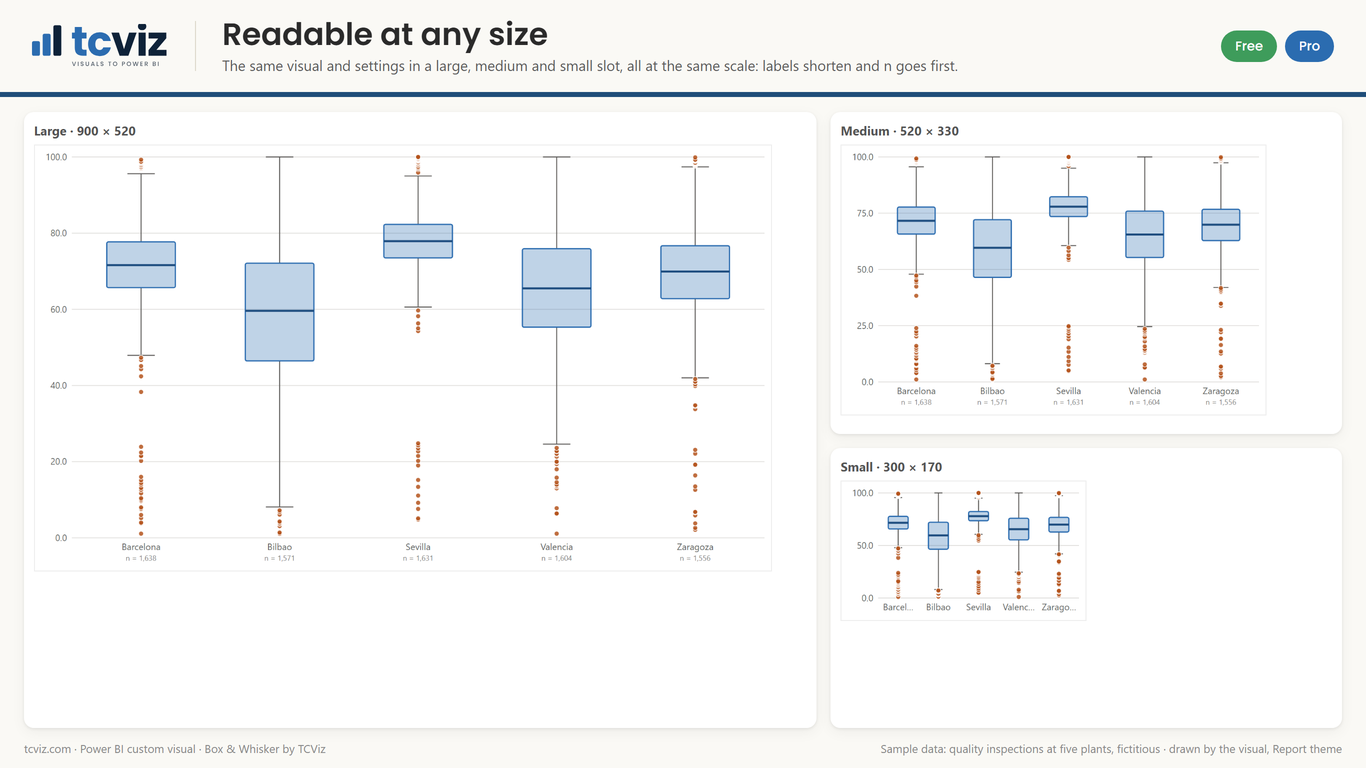 tcviz
VISUALS TO POWER BI
Readable at any size
The same visual and settings in a large, medium and small slot, all at the same scale: labels shorten and n goes first.
Free
Pro
Large · 900 × 520
100.0
80.0
60.0
40.0
20.0
0.0
Barcelona
Bilbao
Sevilla
Valencia
Zaragoza
n = 1,638
n = 1,571
n = 1,631
n = 1,604
n = 1,556
Medium · 520 × 330
100.0
75.0
50.0
25.0
0.0
Barcelona
Bilbao
Sevilla
Valencia
Zaragoza
n = 1,638
n = 1,571
n = 1,631
n = 1,604
n = 1,556
Small · 300 × 170
100.0
50.0
0.0
Barcel...
Bilbao
Sevilla
Valenc...
Zarago...
tcviz.com · Power BI custom visual · Box & Whisker by TCViz
Sample data: quality inspections at five plants, fictitious · drawn by the visual, Report theme